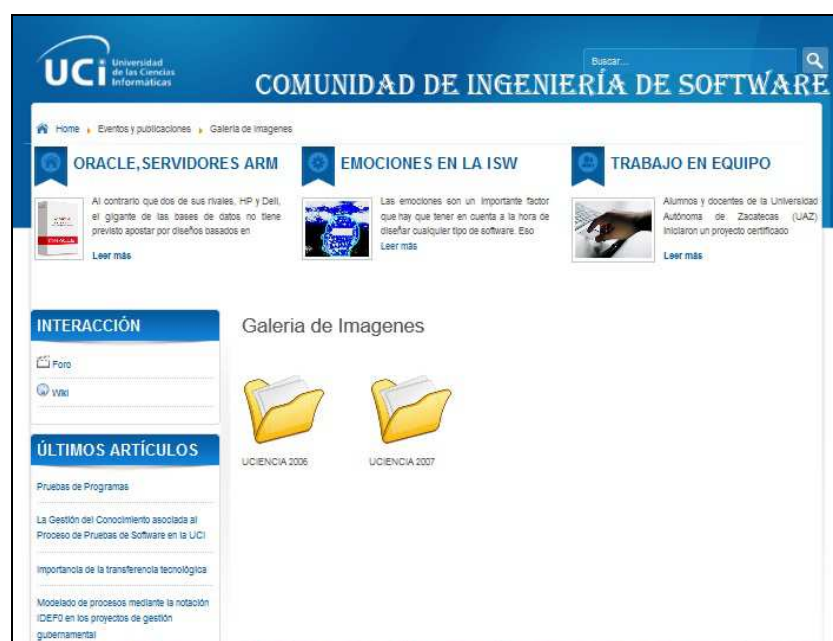 UCi Universidad
de las Ciencias
Informáticas
Buscar...
COMUNIDAD DE INGENIERÍA DE SOFTWARE
Home Eventos y publicaciones Galeria de Imagenes
ORACLE,SERVIDORES ARM
Al contrario que dos de sus rivales, HP y Dell,
el gigante de las bases de datos no tiene
previsto apostar por diseños basados en
Leer más
EMOCIONES EN LA ISW
Las emociones son un importante factor
que hay que tener en cuenta a la hora de
diseñar cualquier tipo de software. Eso
Leer más
TRABAJO EN EQUIPO
Alumnos y docentes de la Universidad
Autónoma de Zacatecas (UAZ)
iniciaron un proyecto certificado
Leer más
INTERACCIÓN
Foro
Wiki
ÚLTIMOS ARTÍCULOS
Pruebas de Programas
La Gestión del Conocimiento asociada al
Proceso de Pruebas de Software en la UCI
Importancia de la transferencia tecnológica
Modelado de procesos mediante la notación
IDEF0 en los proyectos de gestión
gubernamental
Galeria de Imagenes
UCIENCIA 2006
UCIENCIA 2007